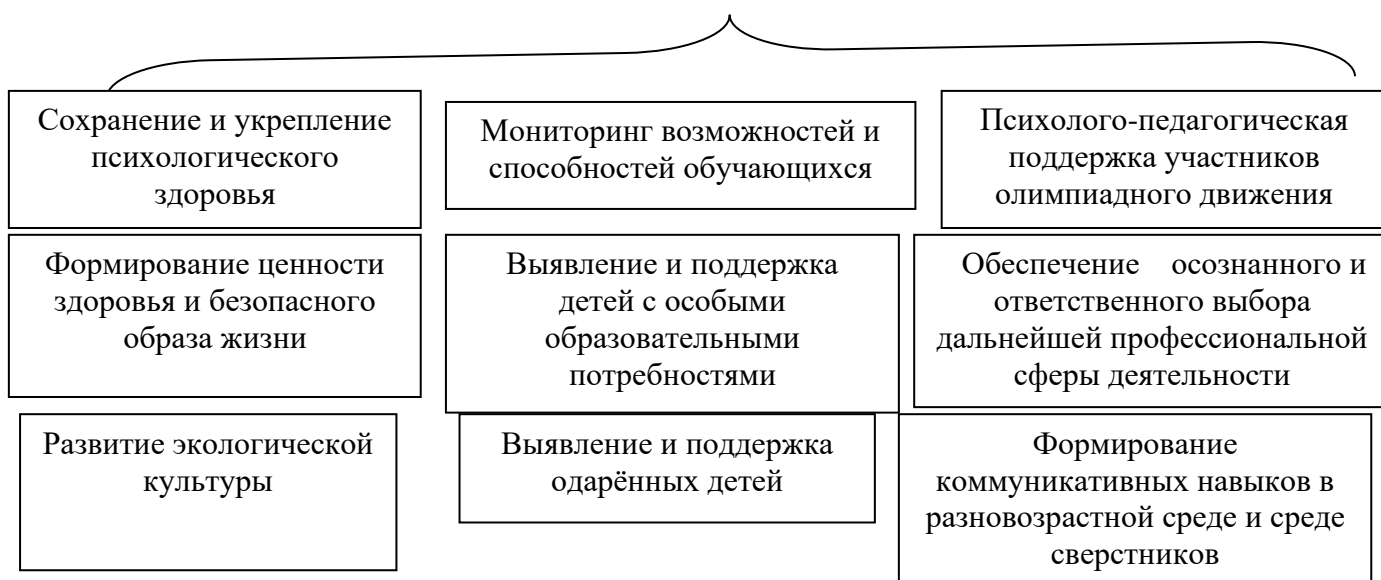 Сохранение и укрепление
психологического
здоровья
Мониторинг возможностей и
способностей обучающихся
Психолого-педагогическая
поддержка участников
олимпиадного движения
Формирование ценности
здоровья и безопасного
образа жизни
Выявление и поддержка
детей с особыми
образовательными
потребностями
Обеспечение осознанного и
ответственного выбора
дальнейшей профессиональной
сферы деятельности
Развитие экологической
культуры
Выявление и поддержка
одарённых детей
Формирование
коммуникативных навыков в
разновозрастной среде и среде
сверстников